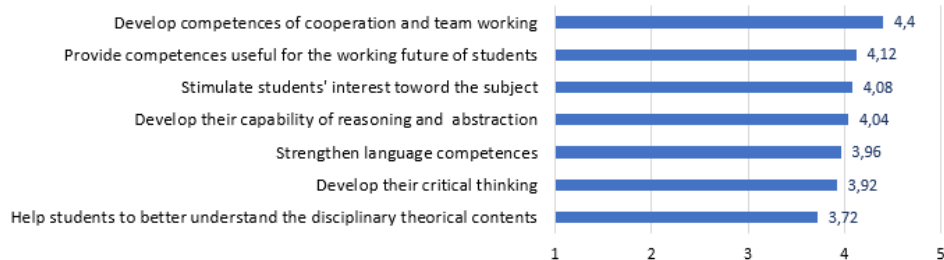 Develop competences of cooperation and team working 4,4
Provide competences useful for the working future of students 4,12
Stimulate students' interest toword the subject 4,08
Develop their capability of reasoning and abstraction 4,04
Strengthen language competences 3,96
Develop their critical thinking 3,92
Help students to better understand the disciplinary theorical contents 3,72
1 2 3 4 5